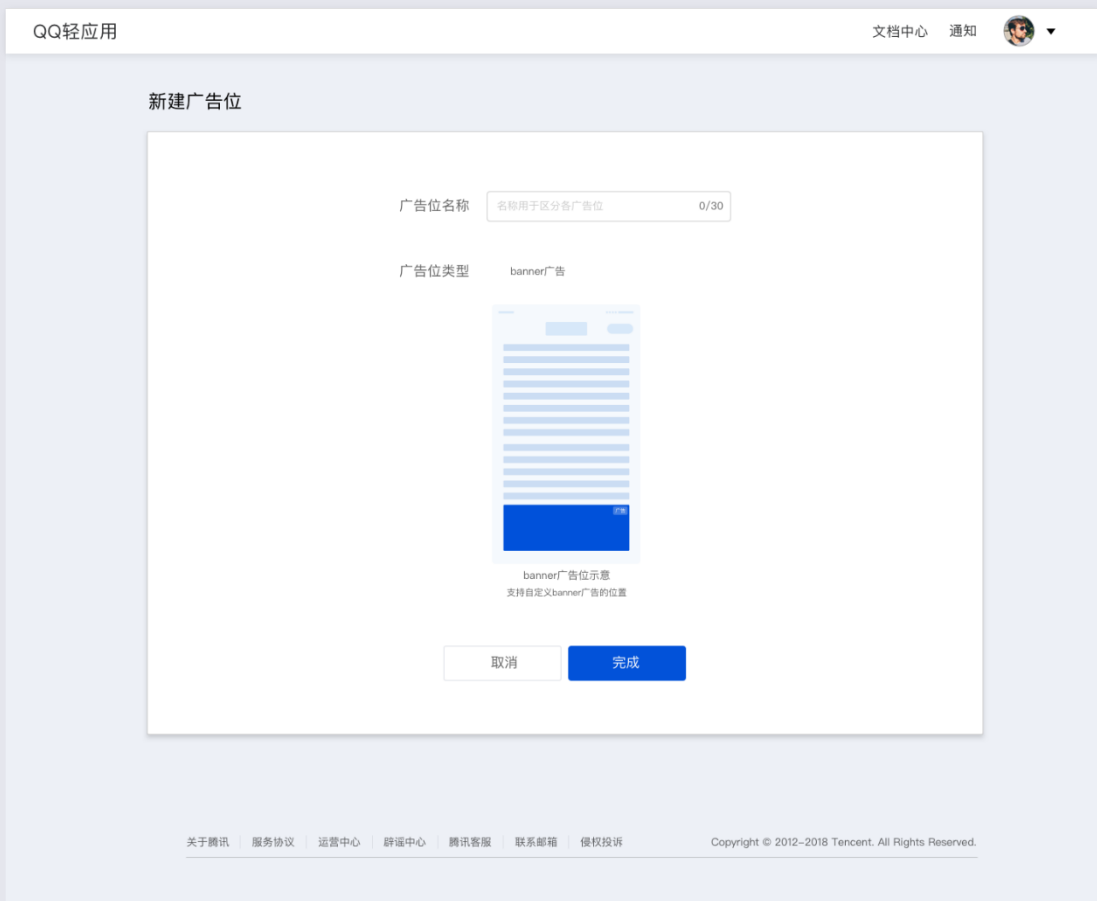 QQ轻应用
文档中心 通知
新建广告位
广告位名称 名称用于区分各广告位 0/30
广告位类型 banner广告
广告
banner广告位示意
支持自定义banner广告的位置
取消 完成
关于腾讯 服务协议 运营中心 辟谣中心 腾讯客服 联系邮箱 侵权投诉 Copyright © 2012-2018 Tencent. All Rights Reserved.